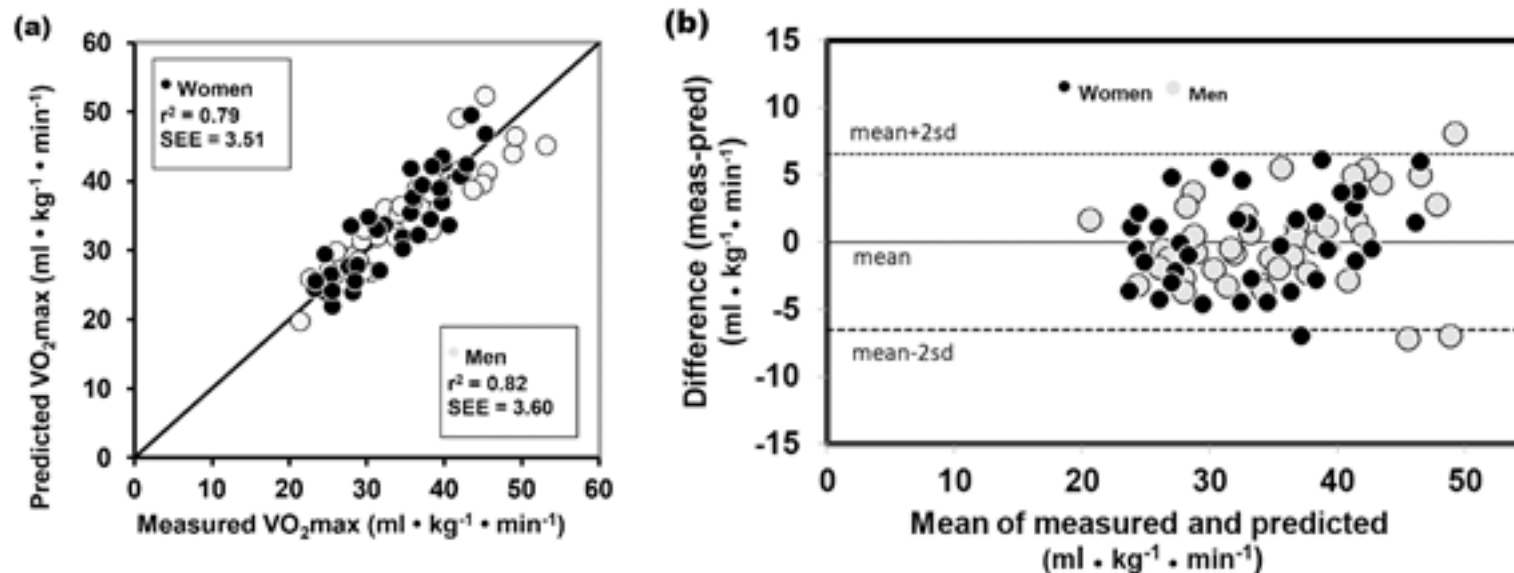 (a)
60
50
40
30
20
10
0
Predicted VO₂max (ml • kg⁻¹ • min⁻¹)
• Women
r² = 0.79
SEE = 3.51
Men
r² = 0.82
SEE = 3.60
0 10 20 30 40 50 60
Measured VO₂max (ml • kg⁻¹ • min⁻¹)
(b)
15
10
5
0
-5
-10
-15
Difference (meas-pred)
(ml • kg⁻¹ • min⁻¹)
Women Men
mean+2sd
mean
mean-2sd
0 10 20 30 40 50
Mean of measured and predicted
(ml • kg⁻¹ • min⁻¹)